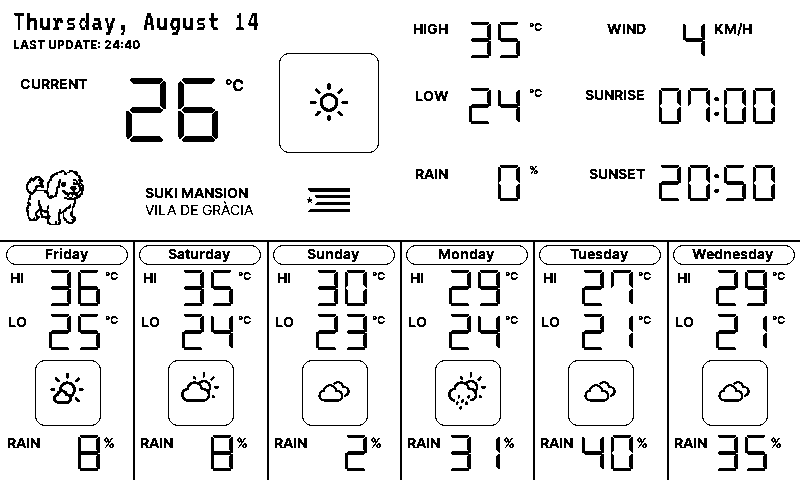 Thursday, August 14
LAST UPDATE: 24:40
CURRENT 26 °C
SUKI MANSION
VILA DE GRÀCIA
HIGH 35 °C
LOW 24 °C
RAIN 0 %
WIND 4 KM/H
SUNRISE 07:00
SUNSET 20:50
Friday
HI 36 °C
LO 25 °C
RAIN 8 %
Saturday
HI 35 °C
LO 24 °C
RAIN 8 %
Sunday
HI 30 °C
LO 23 °C
RAIN 2 %
Monday
HI 29 °C
LO 24 °C
RAIN 31 %
Tuesday
HI 27 °C
LO 21 °C
RAIN 40 %
Wednesday
HI 29 °C
LO 21 °C
RAIN 35 %